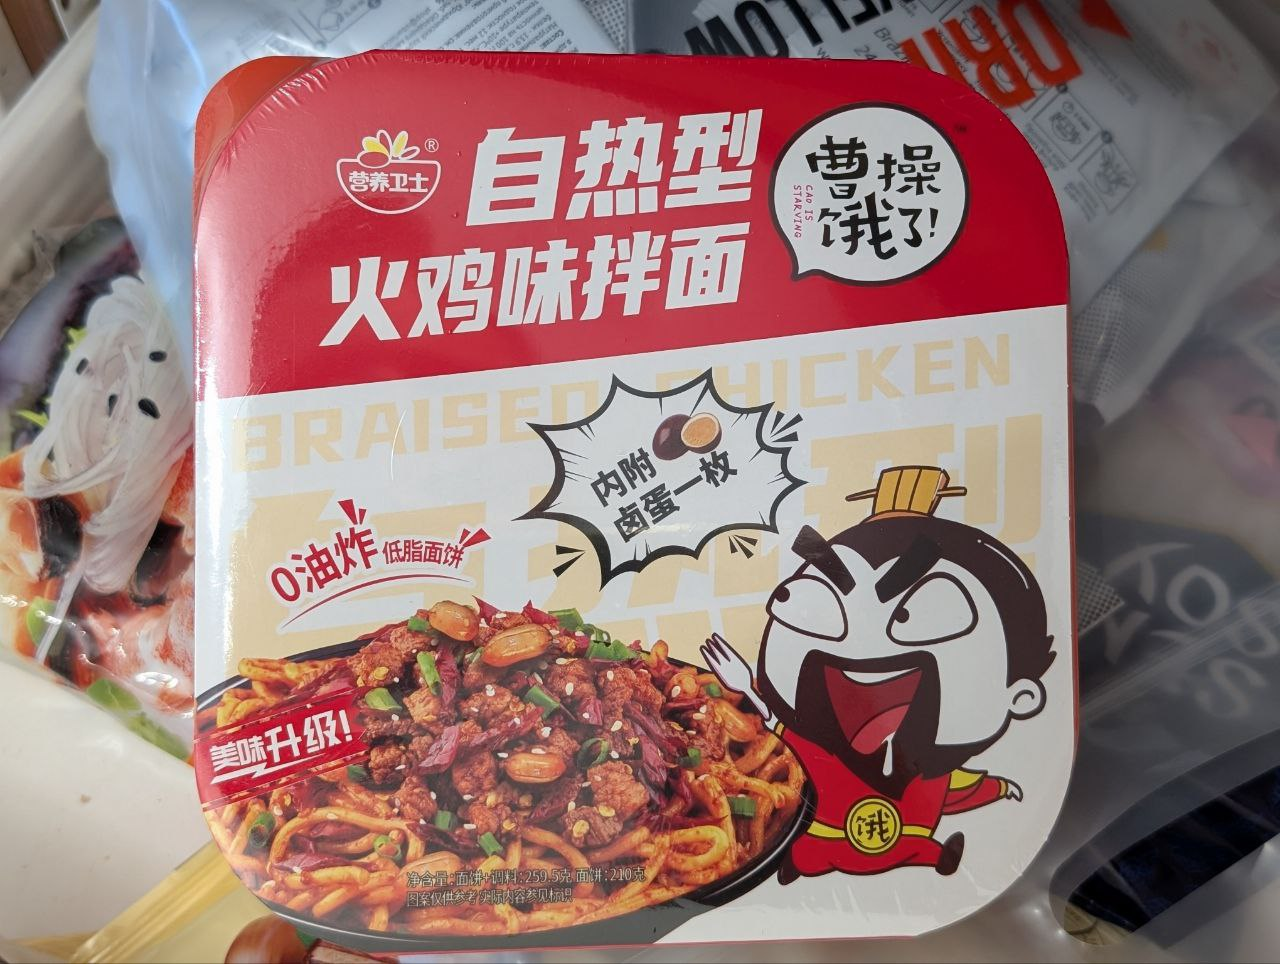 YELLOW
营养卫士®
自热型
火鸡味拌面
曹操
饿了!
CAO IS
STARVING
BRAISED CHICKEN
内附
卤蛋一枚
0油炸 低脂面饼
美味升级!
饿
净含量:面饼+调料:259.5克 面饼:210克
图案仅供参考 实际内容参见标识